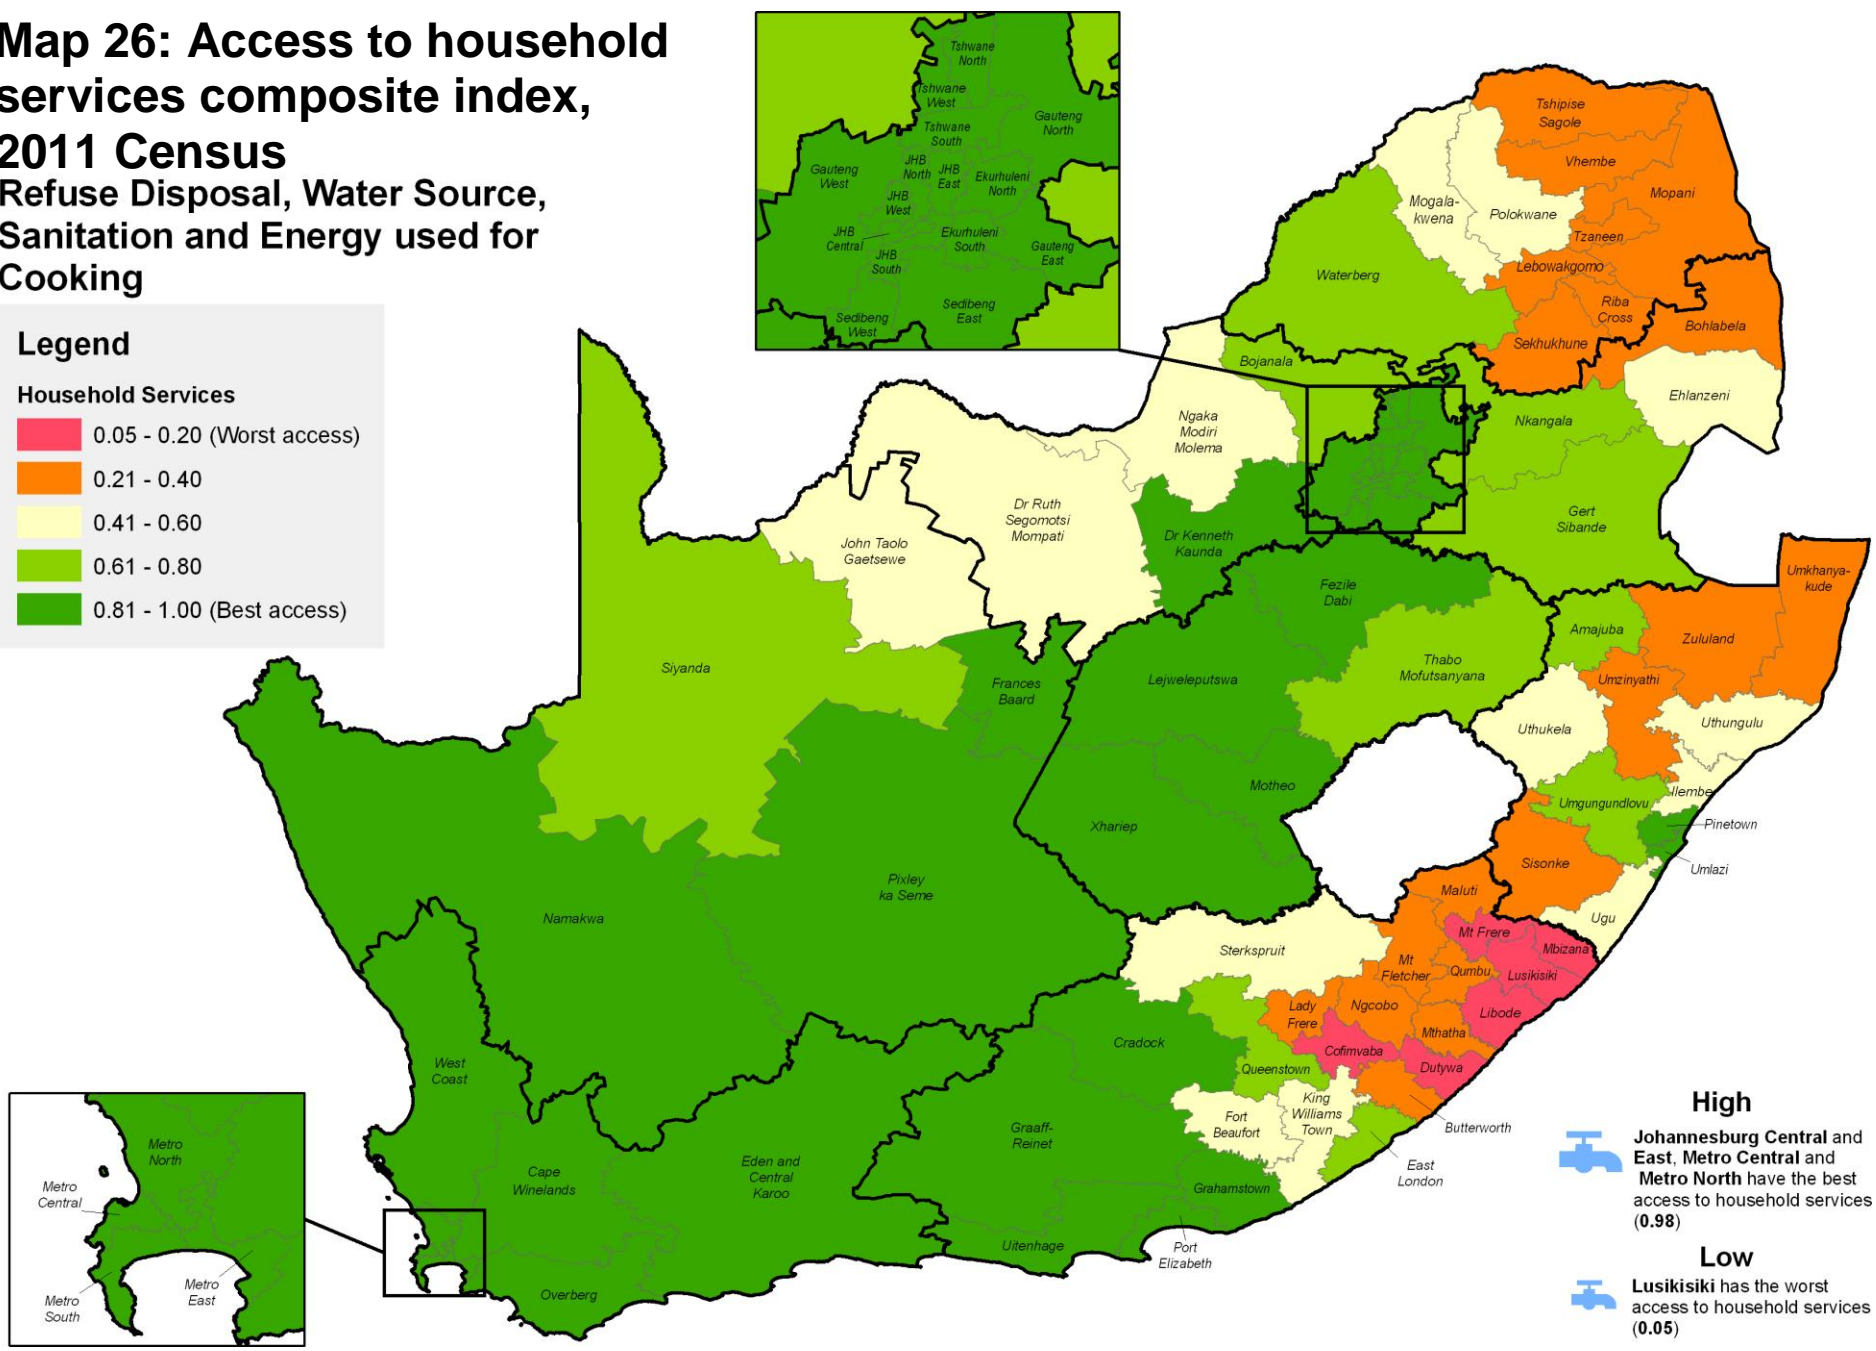 Map 26: Access to household
services composite index,
2011 Census
Refuse Disposal, Water Source,
Sanitation and Energy used for
Cooking
Legend
Household Services
0.05 - 0.20 (Worst access)
0.21 - 0.40
0.41 - 0.60
0.61 - 0.80
0.81 - 1.00 (Best access)
Tshwane
North
Tshwane
West
Gauteng
North
Tshwane
South
JHB
North
JHB
East
Gauteng
West
Ekurhuleni
North
JHB
West
JHB
Central
Ekurhuleni
South
Gauteng
East
JHB
South
Sedibeng
East
Sedibeng
West
Tshipise
Sagole
Vhembe
Mopani
Mogala-
kwena
Polokwane
Tzaneen
Lebowakgomo
Waterberg
Riba
Cross
Bohlabela
Sekhukhune
Bojanala
Ehlanzeni
Nkangala
Ngaka
Modiri
Molema
Gert
Sibande
Dr Ruth
Segomotsi
Mompati
Dr Kenneth
Kaunda
John Taolo
Gaetsewe
Umkhanya-
kude
Fezile
Dabi
Amajuba
Zululand
Siyanda
Thabo
Mofutsanyana
Lejweleputswa
Frances
Baard
Umzinyathi
Uthukela
Uthungulu
Motheo
Ilembe
Umgungundlovu
Xhariep
Pinetown
Umlazi
Sisonke
Pixley
ka Seme
Maluti
Namakwa
Ugu
Mt Frere
Mbizana
Sterkspruit
Mt
Fletcher
Qumbu
Lusikisiki
Lady
Frere
Ngcobo
Libode
Mthatha
Cradock
Cofimvaba
Dutywa
Queenstown
West
Coast
King
Williams
Town
Fort
Beaufort
Butterworth
Graaff-
Reinet
East
London
Eden and
Central
Karoo
Cape
Winelands
Grahamstown
Uitenhage
Port
Elizabeth
Overberg
Metro
North
Metro
Central
Metro
East
Metro
South
High
Johannesburg Central and
East, Metro Central and
Metro North have the best
access to household services
(0.98)
Low
Lusikisiki has the worst
access to household services
(0.05)